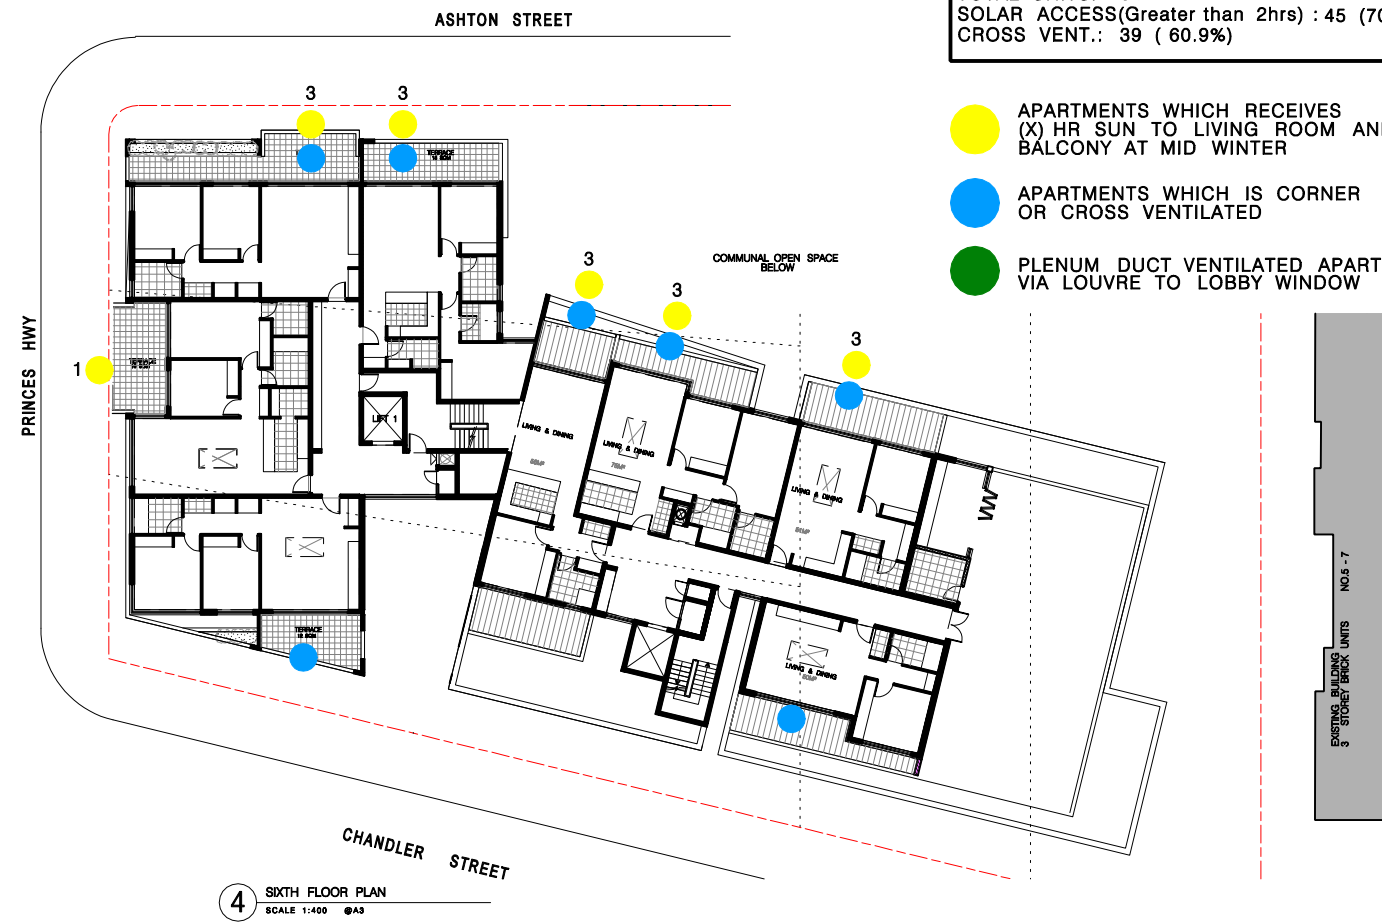 ASHTON STREET
SOLAR ACCESS(Greater than 2hrs) : 45 (70
CROSS VENT.: 39 ( 60.9%)
3
3
APARTMENTS WHICH RECEIVES
(X) HR SUN TO LIVING ROOM AND
BALCONY AT MID WINTER
APARTMENTS WHICH IS CORNER
OR CROSS VENTILATED
PLENUM DUCT VENTILATED APART
VIA LOUVRE TO LOBBY WINDOW
TERRACE
COMMUNAL OPEN SPACE
BELOW
3
3
3
PRINCES HWY
1
LIFT 1
LIVING & DINING
LIVING & DINING
LIVING & DINING
LIVING & DINING
TERRACE
EXISTING BUILDING
3 STOREY BRICK UNITS NO.5 - 7
CHANDLER STREET
4
SIXTH FLOOR PLAN
SCALE 1:400 @A3